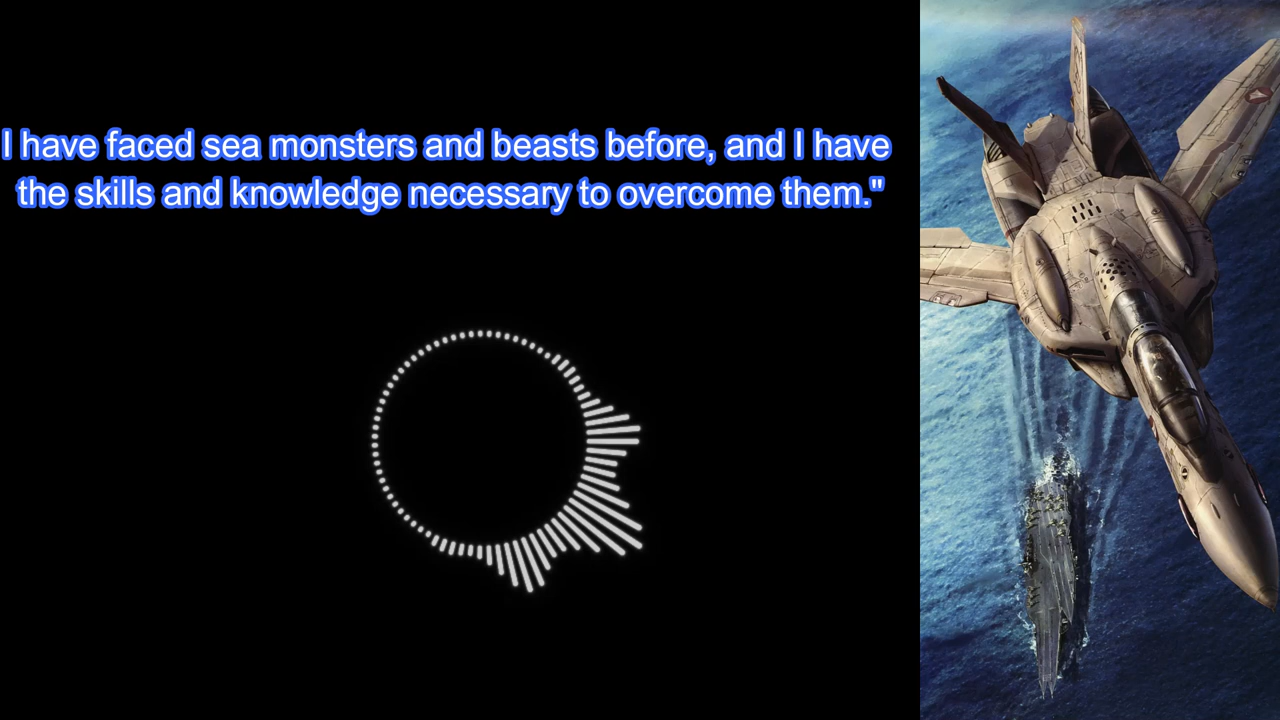 I have faced sea monsters and beasts before, and I have
the skills and knowledge necessary to overcome them."